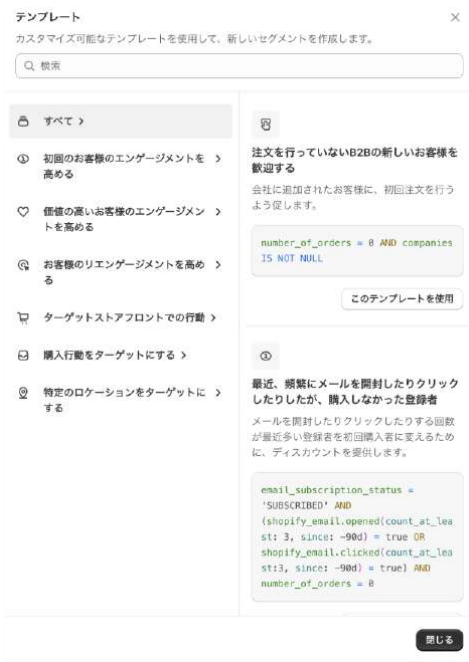 テンプレート
カスタマイズ可能なテンプレートを使用して、新しいセグメントを作成します。
検索
すべて
初回のお客様のエンゲージメントを
高める
価値の高いお客様のエンゲージメン
トを高める
お客様のリエンゲージメントを高め
る
ターゲットストアフロントでの行動
購入行動をターゲットにする
特定のロケーションをターゲットに
する
注文を行っていないB2Bの新しいお客様を
歓迎する
会社に追加されたお客様に、初回注文を行う
よう促します。
number_of_orders = 0 AND companies
IS NOT NULL
このテンプレートを使用
最近、頻繁にメールを開封したりクリック
したりしたが、購入しなかった登録者
メールを開封したりクリックしたりする回数
が最近多い登録者を初回購入者に変えるため
に、ディスカウントを提供します。
email_subscription_status =
'SUBSCRIBED' AND
(shopify_email.opened(count_at_lea
st: 3, since: -90d) = true OR
shopify_email.clicked(count_at_lea
st:3, since: -90d) = true) AND
number_of_orders = 0
閉じる